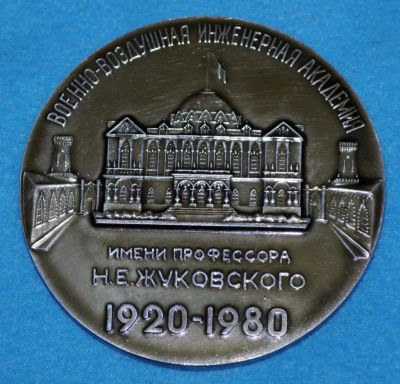 ВОЕННО-ВОЗДУШНАЯ ИНЖЕНЕРНАЯ АКАДЕМИЯ
ИМЕНИ ПРОФЕССОРА
Н.Е.ЖУКОВСКОГО
1920-1980